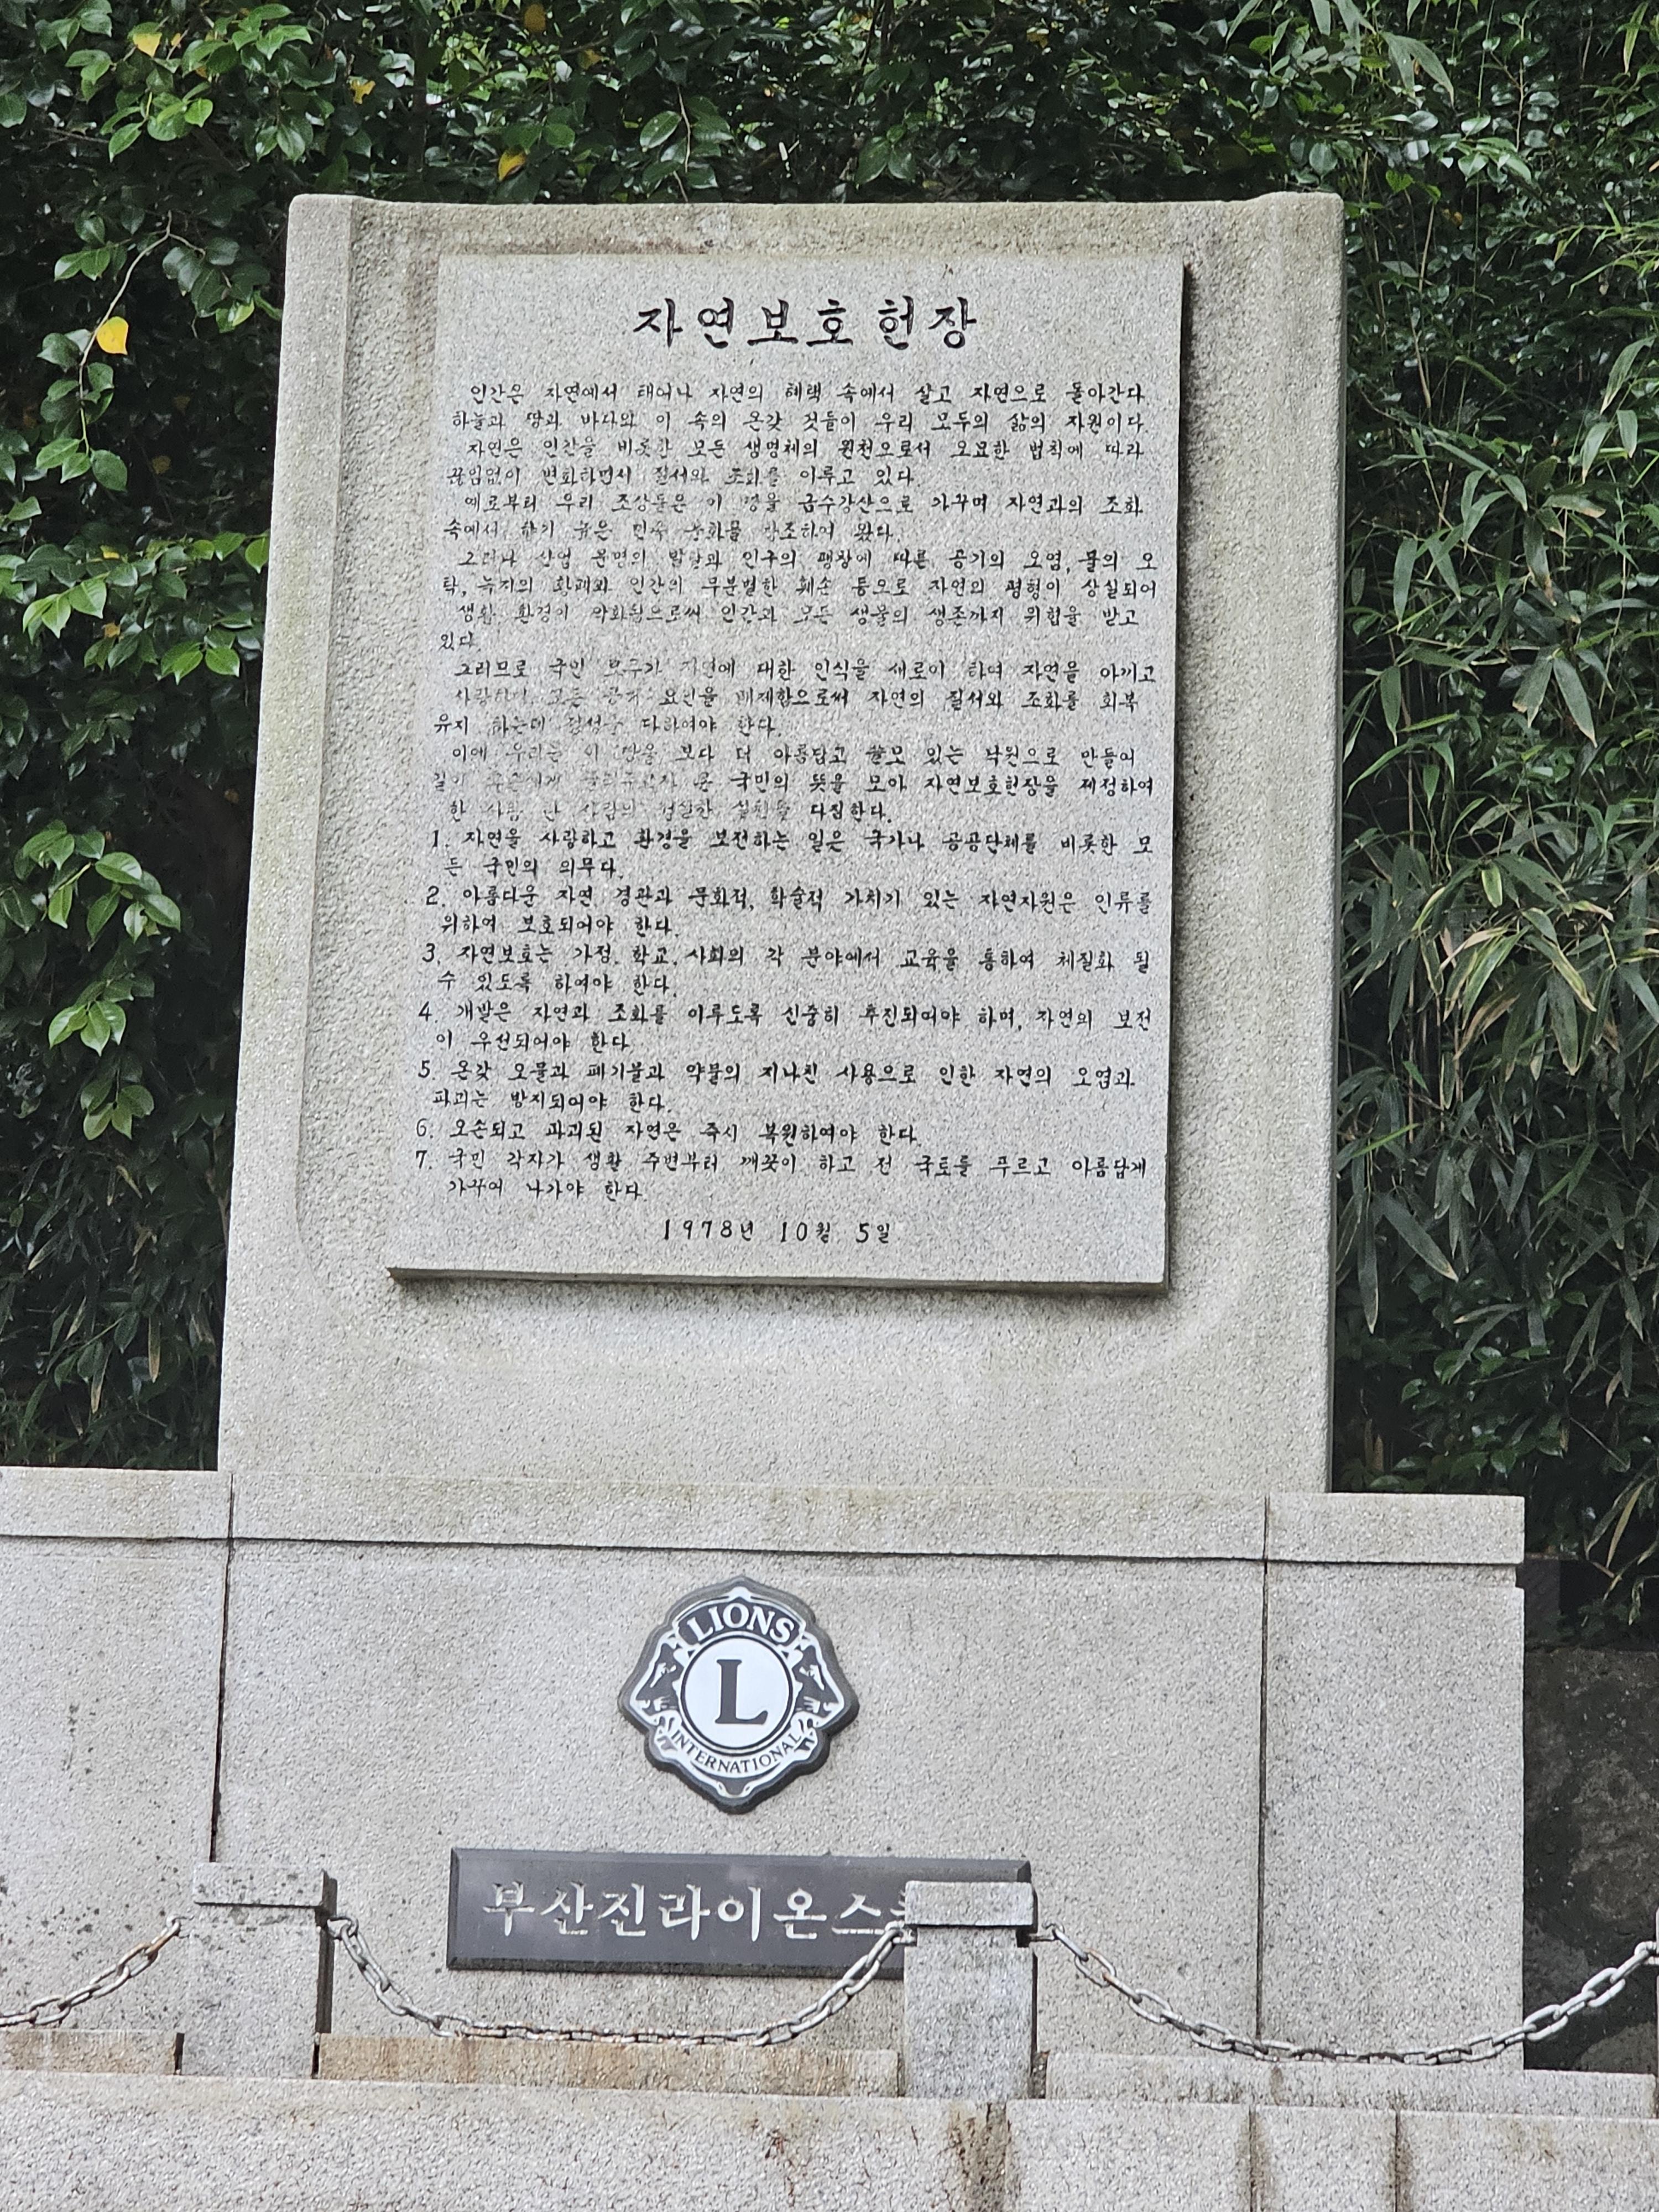 자연보호헌장
인간은 자연에서 태어나 자연의 혜택 속에서 살고 자연으로 돌아간다.
하늘과 땅과 바다와 이 속의 온갖 것들이 우리 모두의 삶의 자원이다.
자연은 인간을 비롯한 모든 생명체의 원천으로서 오묘한 법칙에 따라
끊임없이 변화하면서 질서와 조화를 이루고 있다.
예로부터 우리 조상들은 이 땅을 금수강산으로 가꾸며 자연과의 조화
속에서 향기 높은 민족 문화를 창조하여 왔다.
그러나 산업 문명의 발달과 인구의 팽창에 따른 공기의 오염, 물의 오
탁, 녹지의 황폐와 인간의 무분별한 훼손 등으로 자연의 평형이 상실되어
생활 환경이 악화됨으로써 인간과 모든 생물의 생존까지 위협을 받고
있다.
그러므로 국민 모두가 자연에 대한 인식을 새로이 하여 자연을 아끼고
모든 요인을 배제함으로써 자연의 질서와 조화를 회복
유지 하는데 정성을 다하여야 한다.
이에 우리는 이 땅을 보다 더 아름답고 쓸모 있는 낙원으로 만들어
온 국민의 뜻을 모아 자연보호헌장을 제정하여
한 사람 한 사람의 성실한 실천을 다짐한다.
1. 자연을 사랑하고 환경을 보전하는 일은 국가나 공공단체를 비롯한 모
든 국민의 의무다.
2. 아름다운 자연 경관과 문화적, 학술적 가치가 있는 자연자원은 인류를
위하여 보호되어야 한다.
3. 자연보호는 가정, 학교, 사회의 각 분야에서 교육을 통하여 체질화 될
수 있도록 하여야 한다.
4. 개발은 자연과 조화를 이루도록 신중히 추진되어야 하며, 자연의 보전
이 우선되어야 한다.
5. 온갖 오물과 폐기물과 약물의 지나친 사용으로 인한 자연의 오염과
파괴는 방지되어야 한다.
6. 오손되고 파괴된 자연은 즉시 복원하여야 한다.
7. 국민 각자가 생활 주변부터 깨끗이 하고 전 국토를 푸르고 아름답게
가꾸어 나가야 한다.
1978년 10월 5일
LIONS
L
INTERNATIONAL
부산진라이온스